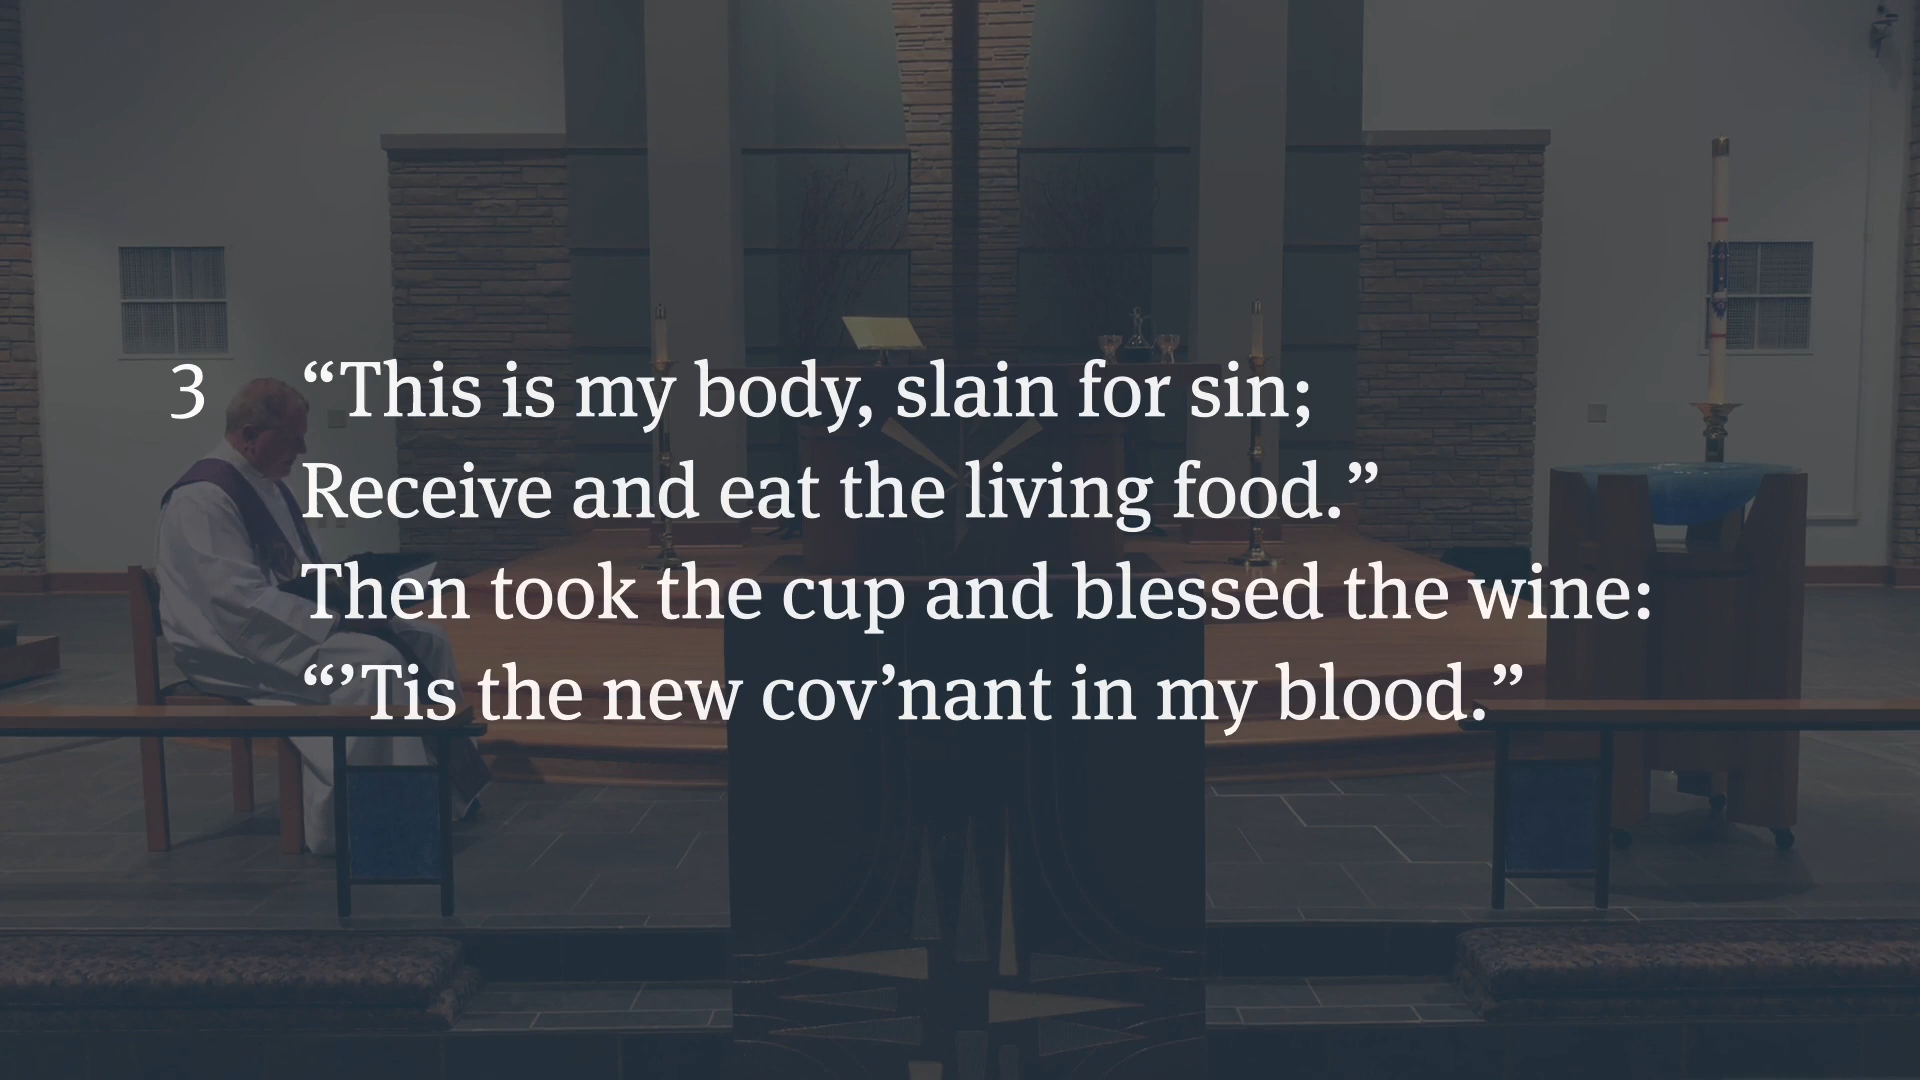 3 “This is my body, slain for sin;
Receive and eat the living food.”
Then took the cup and blessed the wine:
“’Tis the new cov’nant in my blood.”